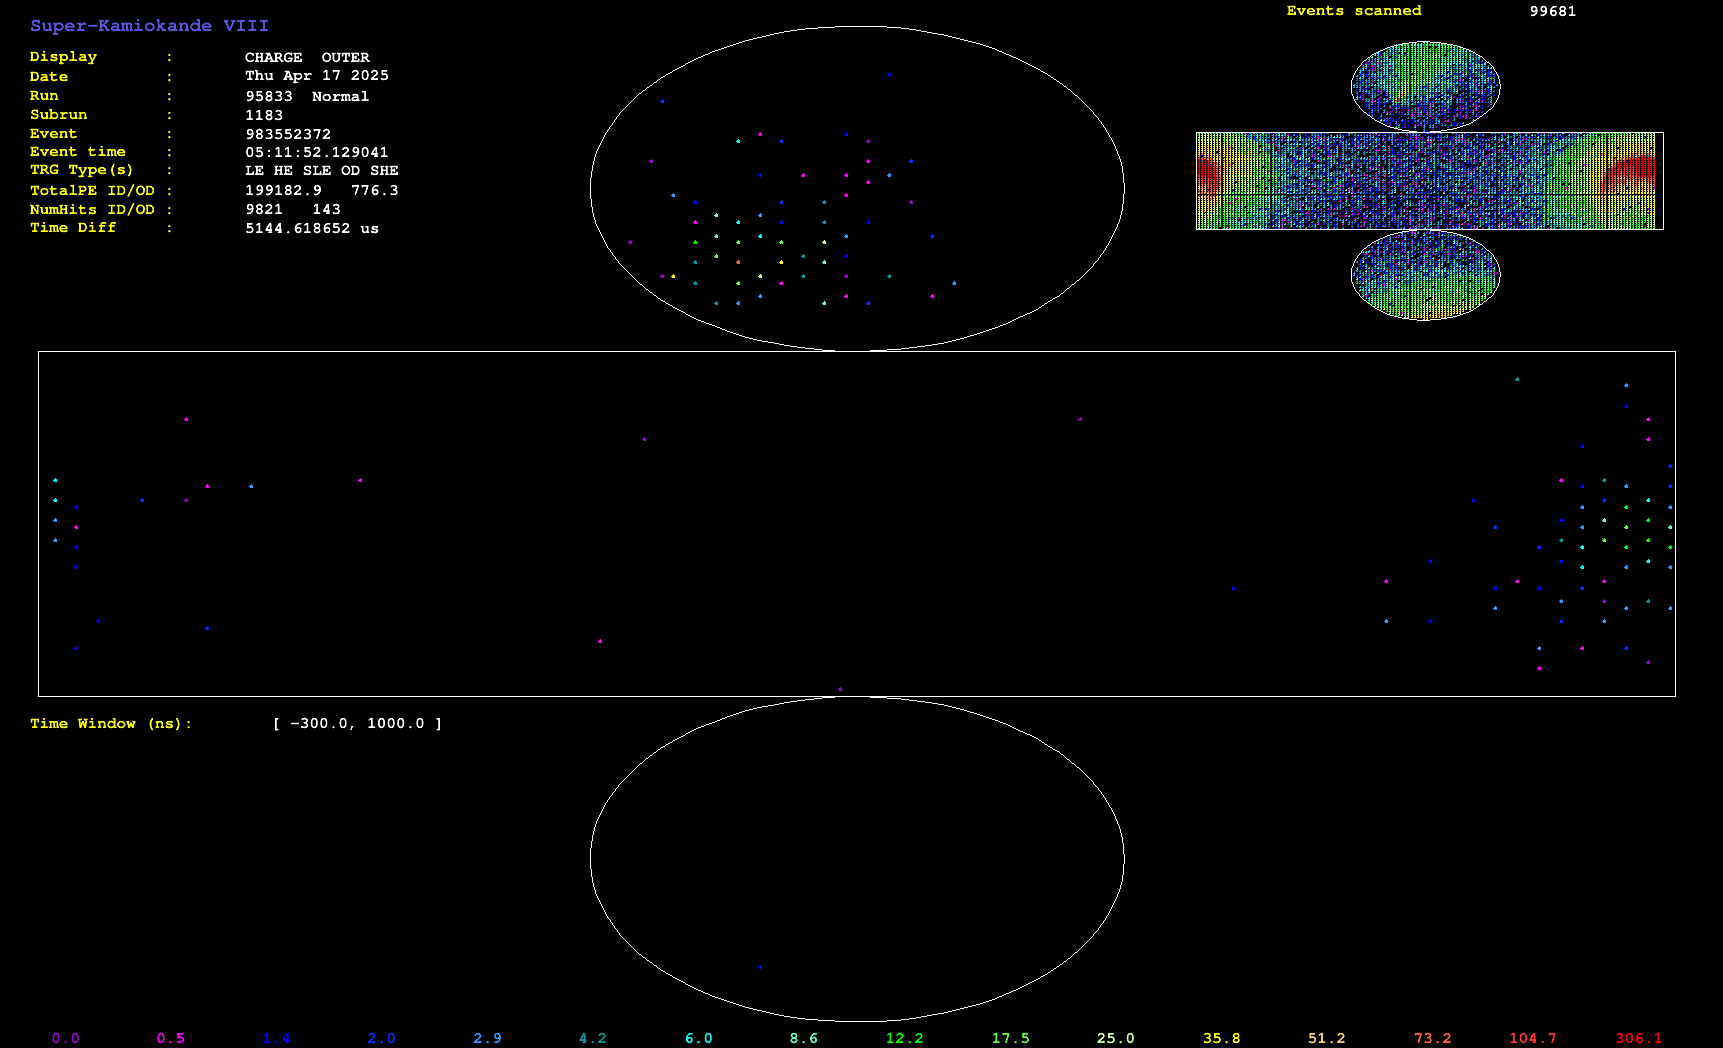 Super-Kamiokande VIII
Events scanned 99681
Display : CHARGE OUTER
Date : Thu Apr 17 2025
Run : 95833 Normal
Subrun : 1183
Event : 983552372
Event time : 05:11:52.129041
TRG Type(s) : LE HE SLE OD SHE
TotalPE ID/OD : 199182.9 776.3
NumHits ID/OD : 9821 143
Time Diff : 5144.618652 us
Time Window (ns): [ -300.0, 1000.0 ]
0.0 0.5 1.4 2.0 2.9 4.2 6.0 8.6 12.2 17.5 25.0 35.8 51.2 73.2 104.7 306.1